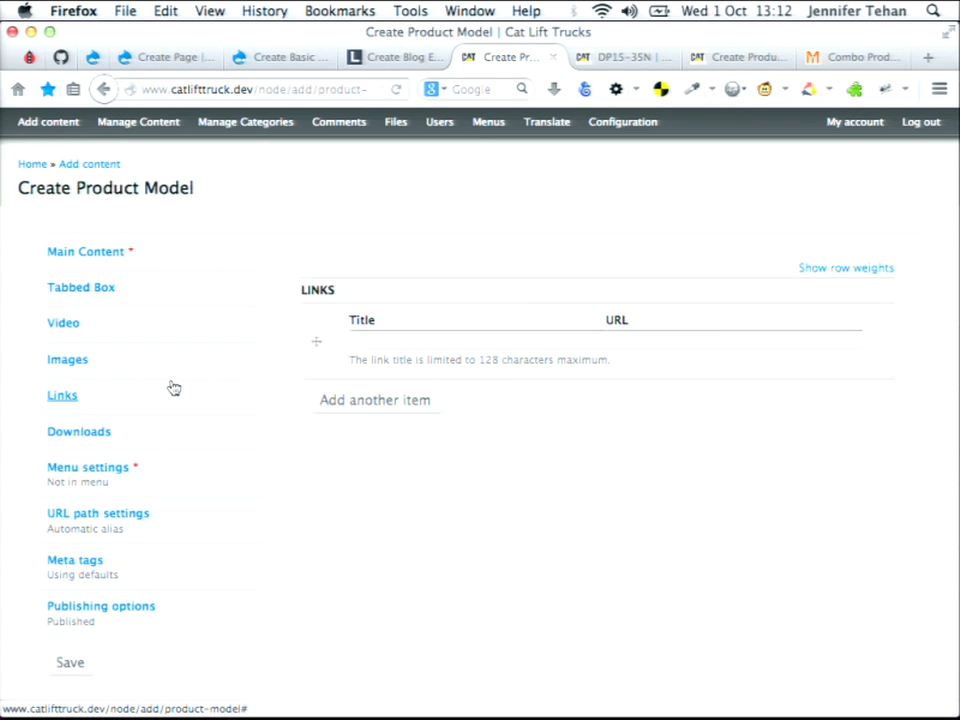 Firefox File Edit View History Bookmarks Tools Window Help Wed 1 Oct 13:12 Jennifer Tehan
Create Product Model | Cat Lift Trucks
Create Page |... Create Basic ... L Create Blog E... CAT Create Pr... CAT DP15-35N | ... CAT Create Produ... Combo Prod...
www.catlifttruck.dev/node/add/product- Google
Add content Manage Content Manage Categories Comments Files Users Menus Translate Configuration My account Log out
Home » Add content
Create Product Model
Main Content *
Show row weights
Tabbed Box
LINKS
Title URL
Video
Images
The link title is limited to 128 characters maximum.
Links
Add another item
Downloads
Menu settings *
Not in menu
URL path settings
Automatic alias
Meta tags
Using defaults
Publishing options
Published
Save
www.catlifttruck.dev/node/add/product-model#